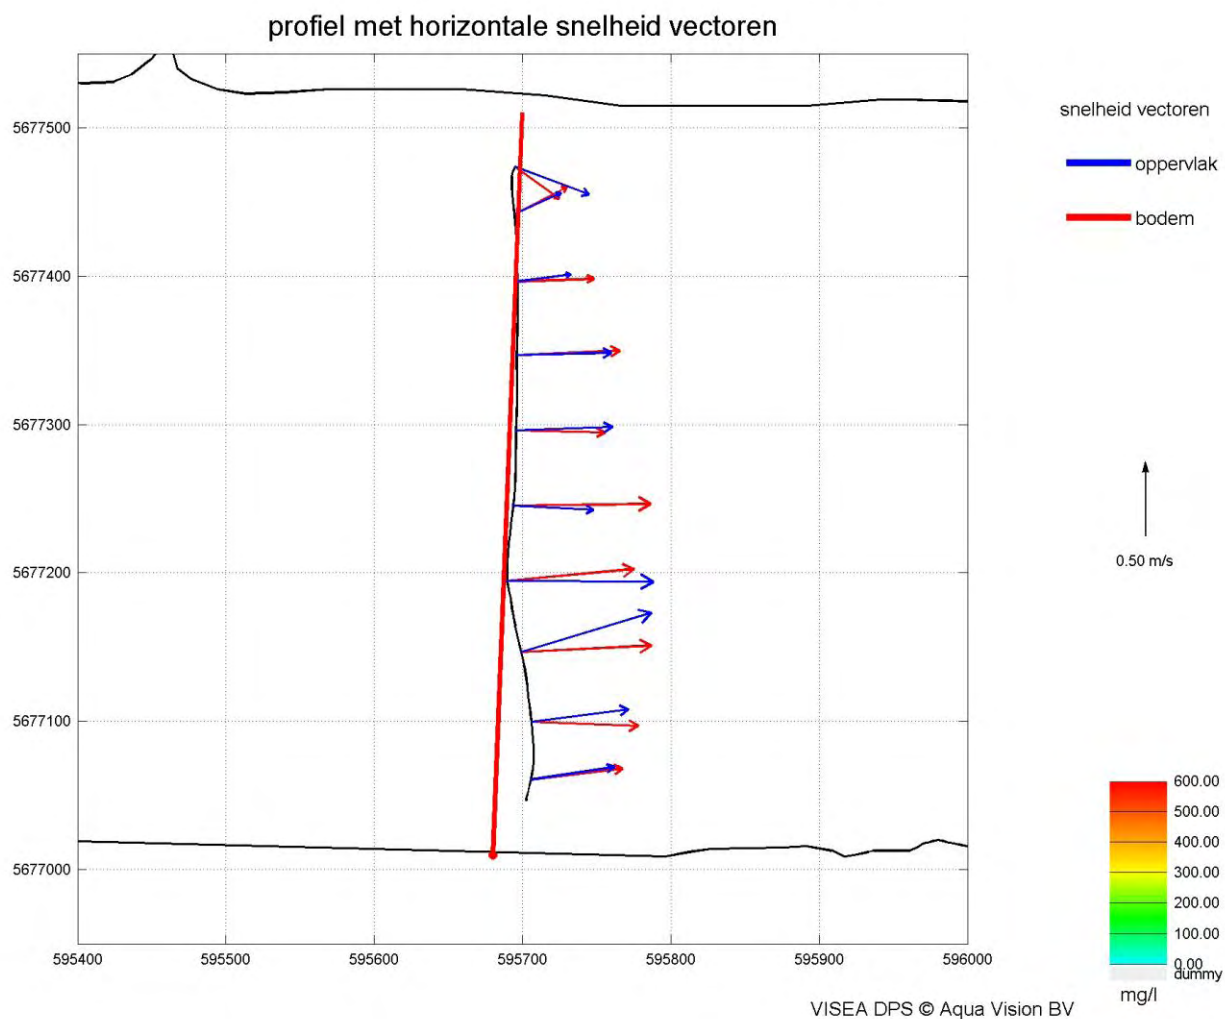 profiel met horizontale snelheid vectoren
snelheid vectoren
oppervlak
bodem
5677500
5677400
5677300
5677200
5677100
5677000
0.50 m/s
595400
595500
595600
595700
595800
595900
596000
600.00
500.00
400.00
300.00
200.00
100.00
0.00
dummy
mg/l
VISEA DPS © Aqua Vision BV